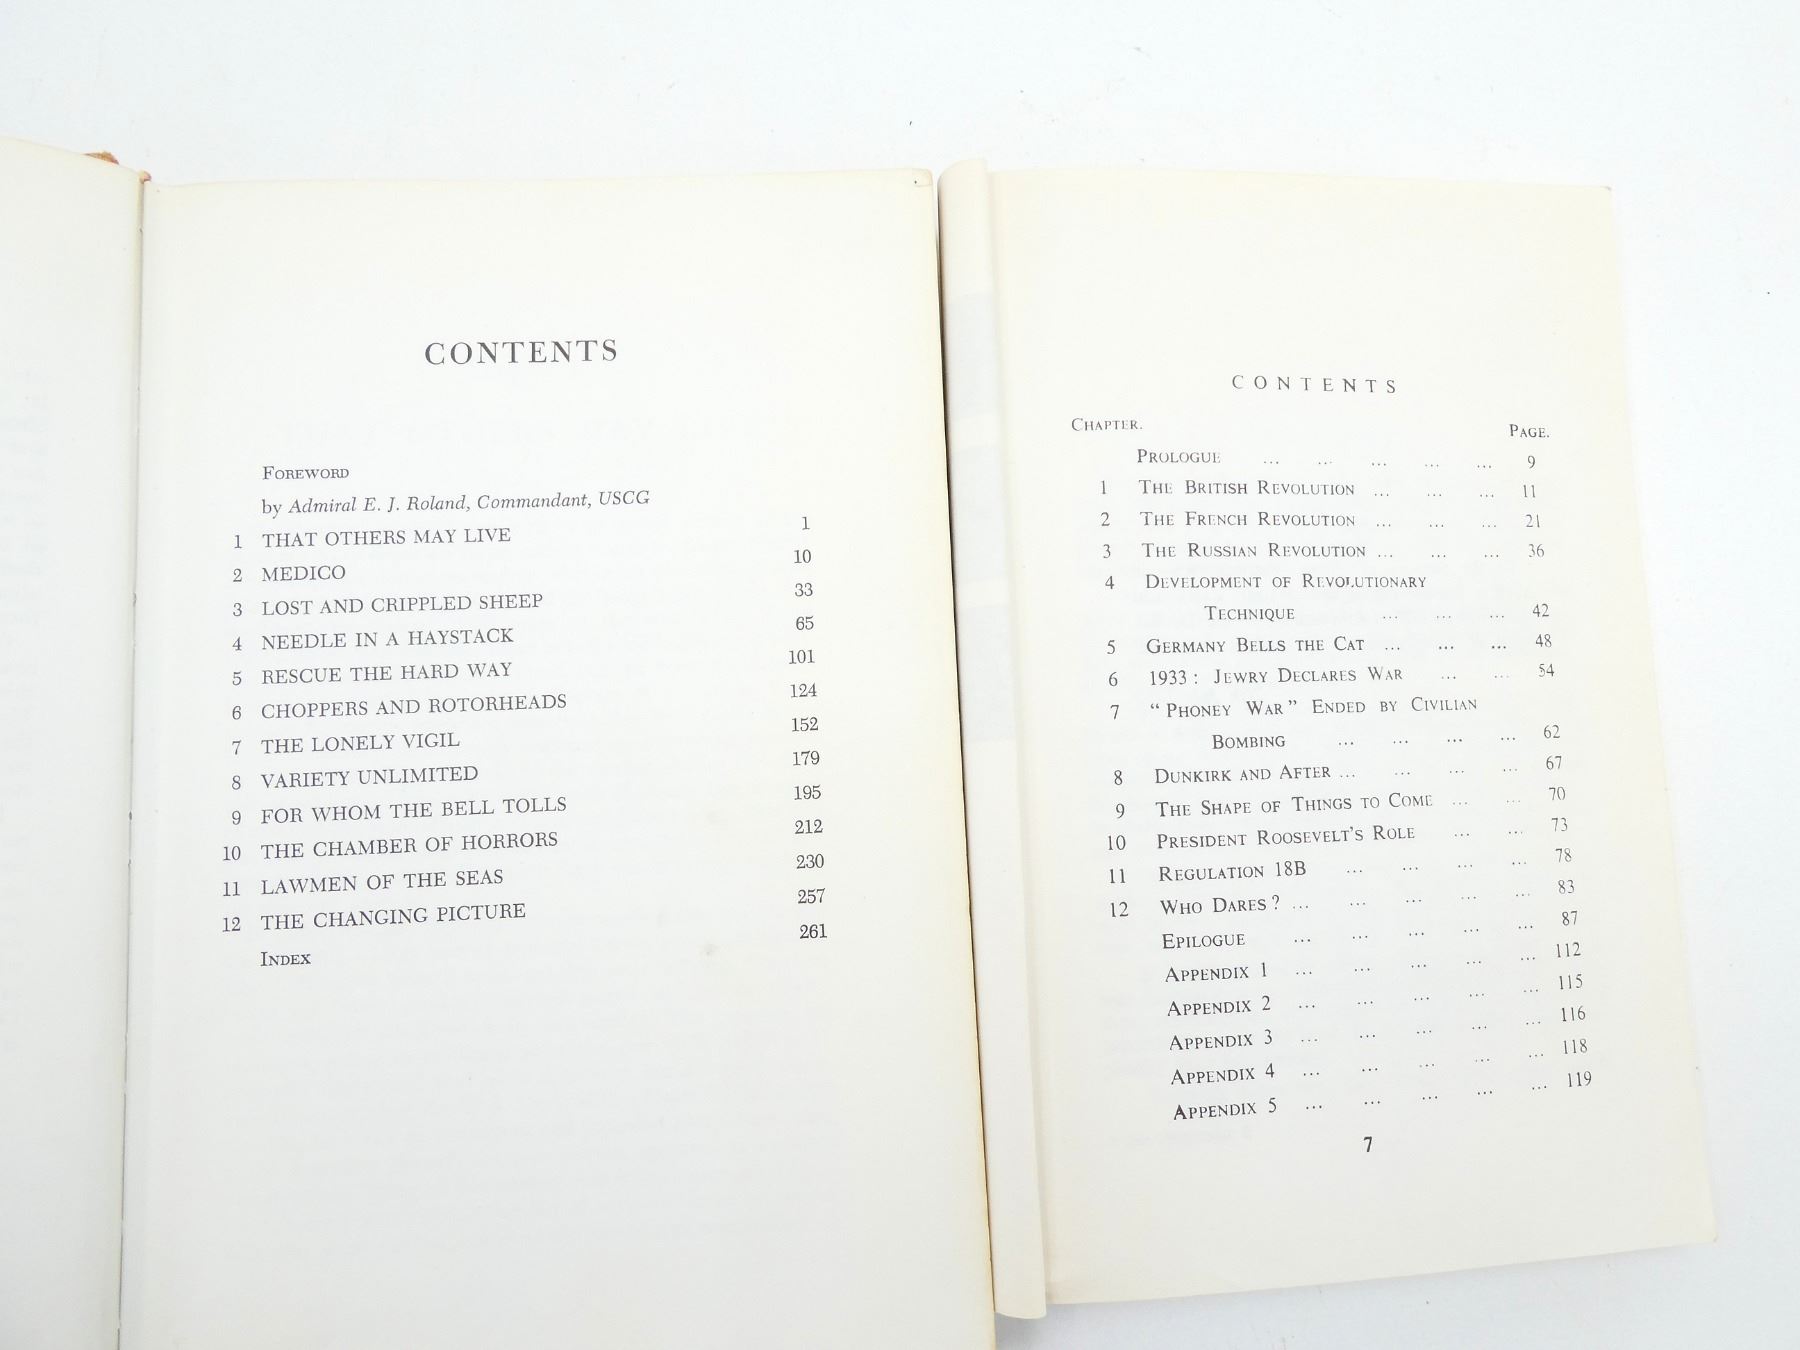 CONTENTS
FOREWORD
by Admiral E. J. Roland, Commandant, USCG
1 THAT OTHERS MAY LIVE 1
2 MEDICO 10
3 LOST AND CRIPPLED SHEEP 33
4 NEEDLE IN A HAYSTACK 65
5 RESCUE THE HARD WAY 101
6 CHOPPERS AND ROTORHEADS 124
7 THE LONELY VIGIL 152
8 VARIETY UNLIMITED 179
9 FOR WHOM THE BELL TOLLS 195
10 THE CHAMBER OF HORRORS 212
11 LAWMEN OF THE SEAS 230
12 THE CHANGING PICTURE 257
INDEX 261
CONTENTS
CHAPTER. PAGE.
PROLOGUE ... ... ... ... ... 9
1 THE BRITISH REVOLUTION ... ... ... 11
2 THE FRENCH REVOLUTION ... ... ... 21
3 THE RUSSIAN REVOLUTION ... ... ... 36
4 DEVELOPMENT OF REVOLUTIONARY
TECHNIQUE ... ... ... 42
5 GERMANY BELLS THE CAT ... ... ... 48
6 1933 : JEWRY DECLARES WAR ... ... 54
7 “PHONEY WAR” ENDED BY CIVILIAN
BOMBING ... ... ... ... 62
8 DUNKIRK AND AFTER ... ... ... ... 67
9 THE SHAPE OF THINGS TO COME ... ... 70
10 PRESIDENT ROOSEVELT'S ROLE ... ... 73
11 REGULATION 18B ... ... ... ... 78
12 WHO DARES? ... ... ... ... ... 83
EPILOGUE ... ... ... ... ... 87
APPENDIX 1 ... ... ... ... ... 112
APPENDIX 2 ... ... ... ... ... 115
APPENDIX 3 ... ... ... ... ... 116
APPENDIX 4 ... ... ... ... ... 118
APPENDIX 5 ... ... ... ... ... 119
7